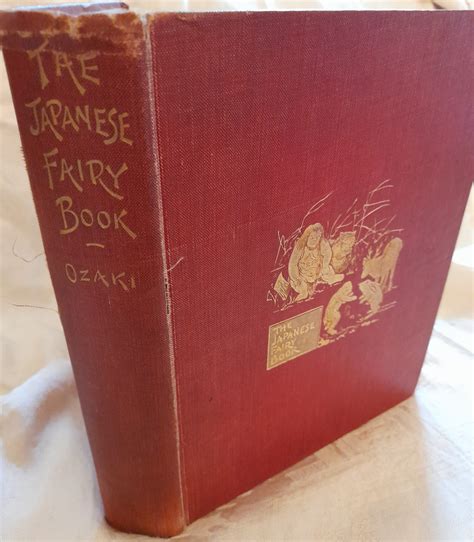 THE
JAPANESE
FAIRY
BOOK
OZAKI
THE
JAPANESE
FAIRY
BOOK